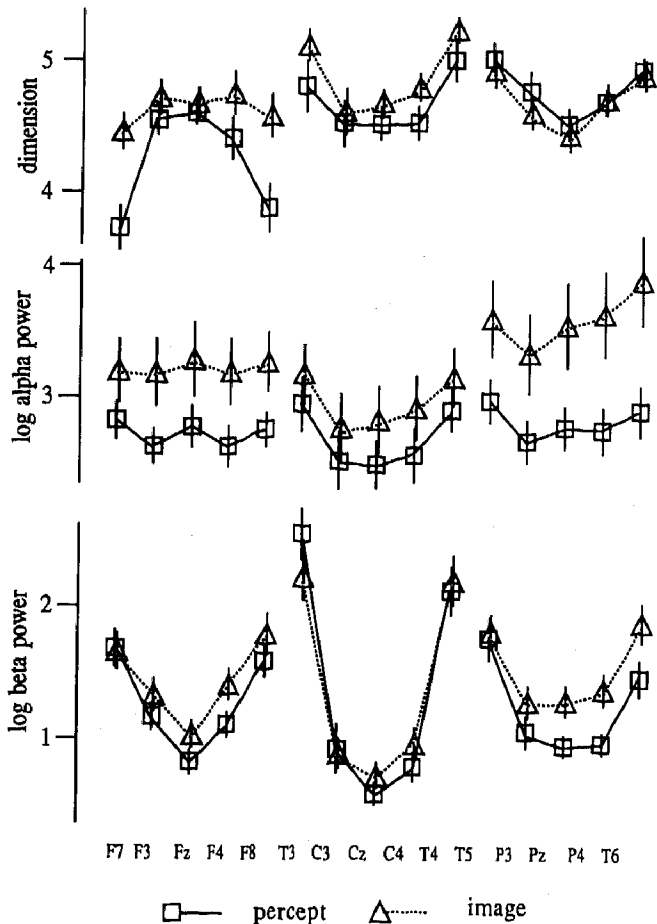 5
dimension
4
4
log alpha power
3
2
log beta power
1
F7 F3 Fz F4 F8 T3 C3 Cz C4 T4 T5 P3 Pz P4 T6
percept image